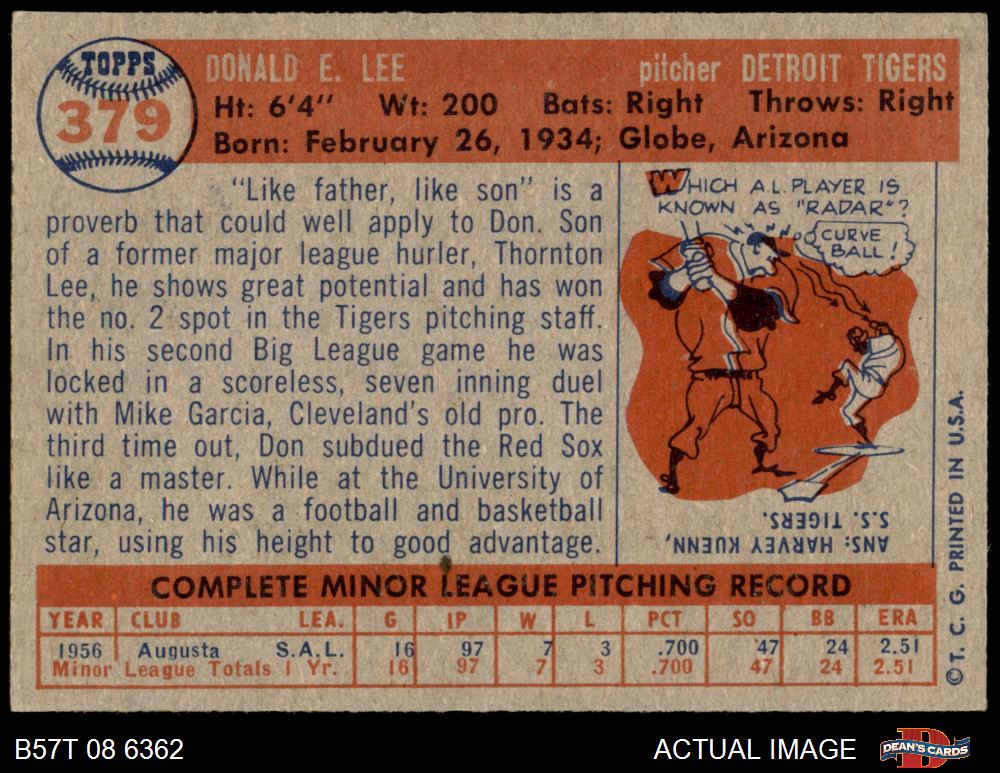 TOPPS
379
DONALD E. LEE pitcher DETROIT TIGERS
Ht: 6'4" Wt: 200 Bats: Right Throws: Right
Born: February 26, 1934; Globe, Arizona
"Like father, like son" is a
proverb that could well apply to Don. Son
of a former major league hurler, Thornton
Lee, he shows great potential and has won
the no. 2 spot in the Tigers pitching staff.
In his second Big League game he was
locked in a scoreless, seven inning duel
with Mike Garcia, Cleveland's old pro. The
third time out, Don subdued the Red Sox
like a master. While at the University of
Arizona, he was a football and basketball
star, using his height to good advantage.
WHICH A.L. PLAYER IS
KNOWN AS "RADAR"?
CURVE
BALL!
ANS: HARVEY KUENN,
S.S. TIGERS.
COMPLETE MINOR LEAGUE PITCHING RECORD
YEAR CLUB LEA. G IP W L PCT SO BB ERA
1956 Augusta S.A.L. 16 97 7 3 .700 47 24 2.51
Minor League Totals 1 Yr. 16 97 7 3 .700 47 24 2.51
© T. C. G. PRINTED IN U.S.A.
B57T 08 6362 ACTUAL IMAGE
DEAN'S CARDS